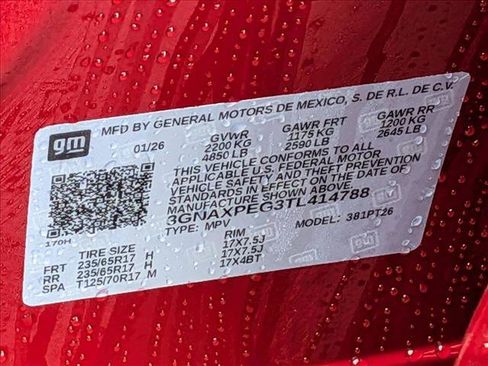 gm
MFD BY GENERAL MOTORS DE MEXICO, S. DE R.L. DE C.V.
01/26 GVWR GAWR FRT GAWR RR
2200 KG 1175 KG 1200 KG
4850 LB 2590 LB 2645 LB
THIS VEHICLE CONFORMS TO ALL
APPLICABLE U.S. FEDERAL MOTOR
VEHICLE SAFETY AND THEFT PREVENTION
STANDARDS IN EFFECT ON THE DATE OF
MANUFACTURE SHOWN ABOVE.
3GNAXPEG3TL414788
TYPE: MPV MODEL: 381PT26
170H
TIRE SIZE RIM
FRT 235/65R17 H 17X7.5J
RR 235/65R17 H 17X7.5J
SPA T125/70R17 M 17X4BT